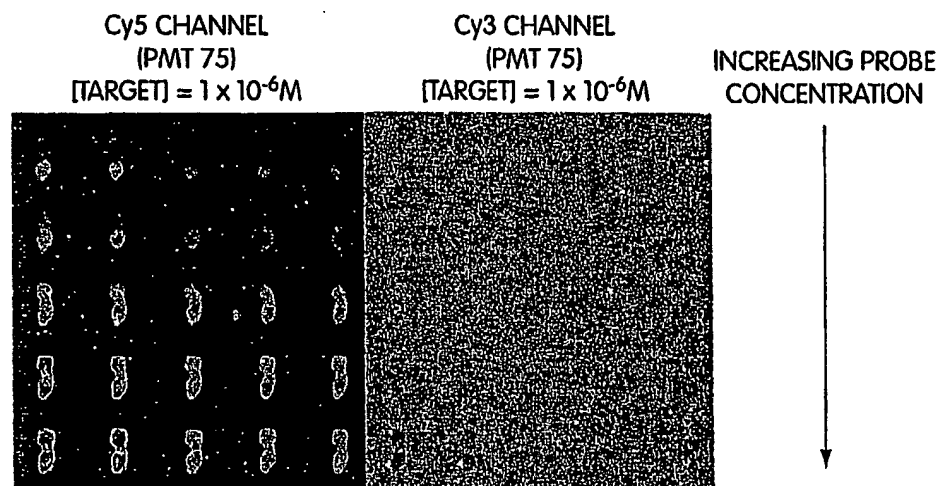 Cy5 CHANNEL
(PMT 75)
[TARGET] = 1 x 10-6M
Cy3 CHANNEL
(PMT 75)
[TARGET] = 1 x 10-6M
INCREASING PROBE
CONCENTRATION